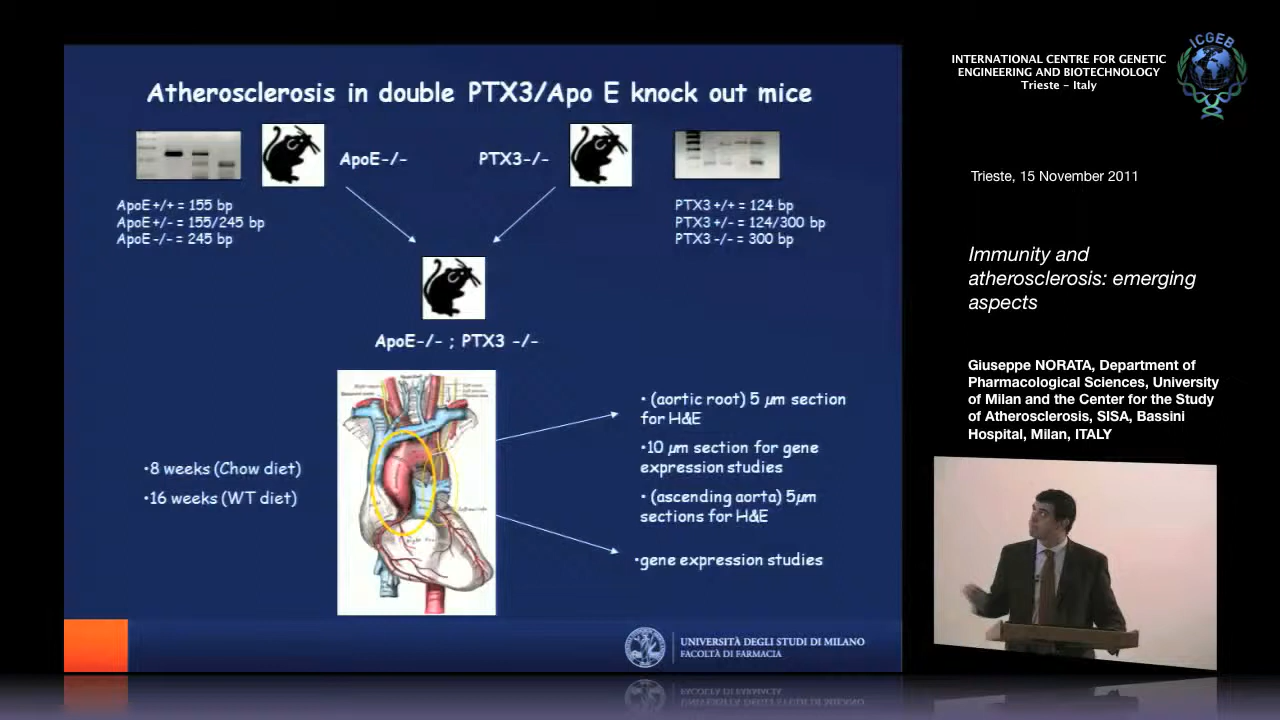 Atherosclerosis in double PTX3/Apo E knock out mice
ApoE-/-
PTX3-/-
ApoE +/+ = 155 bp
ApoE +/- = 155/245 bp
ApoE -/- = 245 bp
PTX3 +/+ = 124 bp
PTX3 +/- = 124/300 bp
PTX3 -/- = 300 bp
ApoE-/- ; PTX3 -/-
•8 weeks (Chow diet)
•16 weeks (WT diet)
• (aortic root) 5 µm section
for H&E
•10 µm section for gene
expression studies
• (ascending aorta) 5µm
sections for H&E
•gene expression studies
UNIVERSITÀ DEGLI STUDI DI MILANO
FACOLTÀ DI FARMACIA
INTERNATIONAL CENTRE FOR GENETIC
ENGINEERING AND BIOTECHNOLOGY
Trieste - Italy
ICGEB
Trieste, 15 November 2011
Immunity and
atherosclerosis: emerging
aspects
Giuseppe NORATA, Department of
Pharmacological Sciences, University
of Milan and the Center for the Study
of Atherosclerosis, SISA, Bassini
Hospital, Milan, ITALY